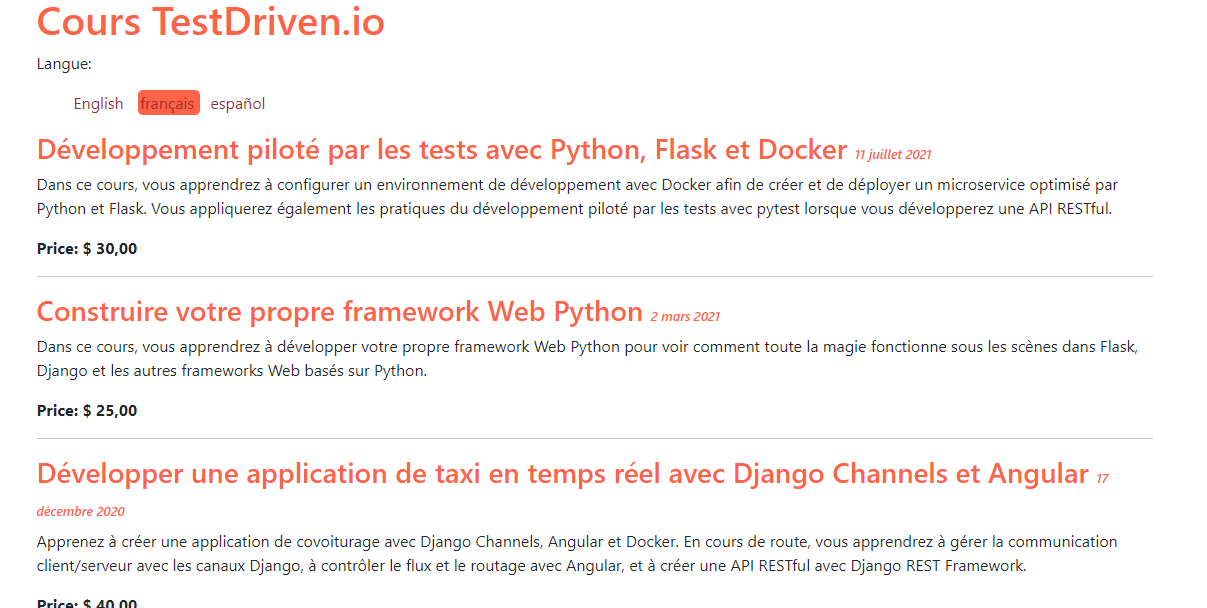 Cours TestDriven.io
Langue:
English français español
Développement piloté par les tests avec Python, Flask et Docker 11 juillet 2021
Dans ce cours, vous apprendrez à configurer un environnement de développement avec Docker afin de créer et de déployer un microservice optimisé par
Python et Flask. Vous appliquerez également les pratiques du développement piloté par les tests avec pytest lorsque vous développerez une API RESTful.
Price: $ 30,00
Construire votre propre framework Web Python 2 mars 2021
Dans ce cours, vous apprendrez à développer votre propre framework Web Python pour voir comment toute la magie fonctionne sous les scènes dans Flask,
Django et les autres frameworks Web basés sur Python.
Price: $ 25,00
Développer une application de taxi en temps réel avec Django Channels et Angular 17
décembre 2020
Apprenez à créer une application de covoiturage avec Django Channels, Angular et Docker. En cours de route, vous apprendrez à gérer la communication
client/serveur avec les canaux Django, à contrôler le flux et le routage avec Angular, et à créer une API RESTful avec Django REST Framework.
Price: $ 40,00